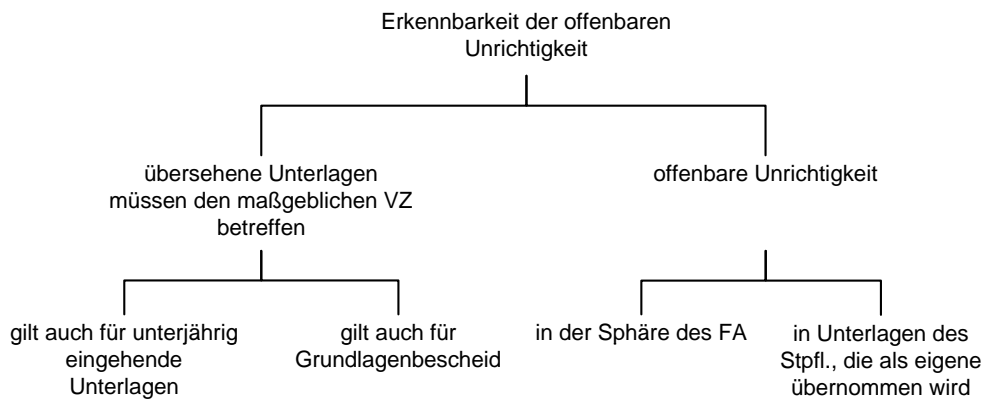 Erkennbarkeit der offenbaren
Unrichtigkeit
übersehene Unterlagen
müssen den maßgeblichen VZ
betreffen
offenbare Unrichtigkeit
gilt auch für unterjährig
eingehende
Unterlagen
gilt auch für
Grundlagenbescheid
in der Sphäre des FA
in Unterlagen des
Stpfl., die als eigene
übernommen wird